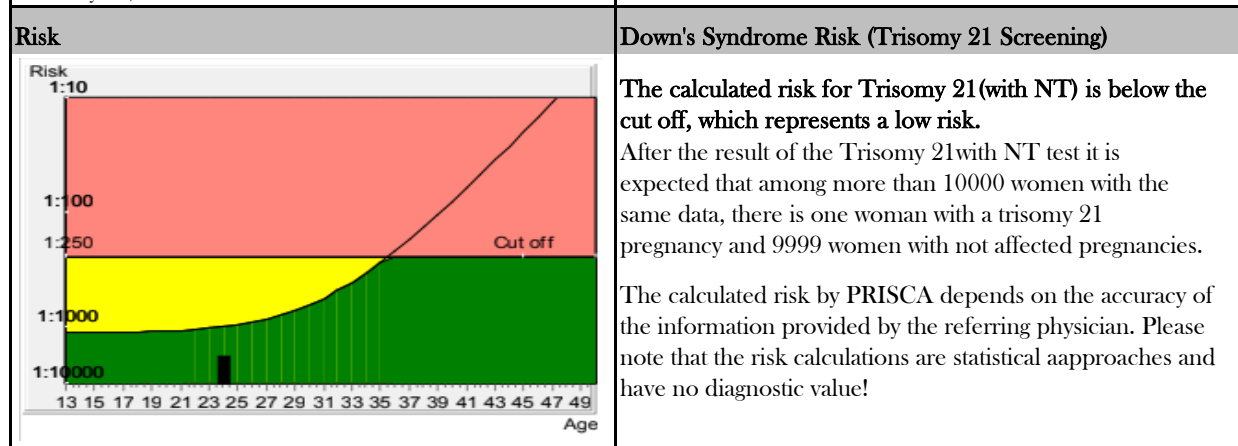 Risk
Down's Syndrome Risk (Trisomy 21 Screening)
Risk
1:10
1:100
1:250
Cut off
1:1000
1:10000
13 15 17 19 21 23 25 27 29 31 33 35 37 39 41 43 45 47 49
Age
The calculated risk for Trisomy 21(with NT) is below the
cut off, which represents a low risk.
After the result of the Trisomy 21with NT test it is
expected that among more than 10000 women with the
same data, there is one woman with a trisomy 21
pregnancy and 9999 women with not affected pregnancies.
The calculated risk by PRISCA depends on the accuracy of
the information provided by the referring physician. Please
note that the risk calculations are statistical aapproaches and
have no diagnostic value!